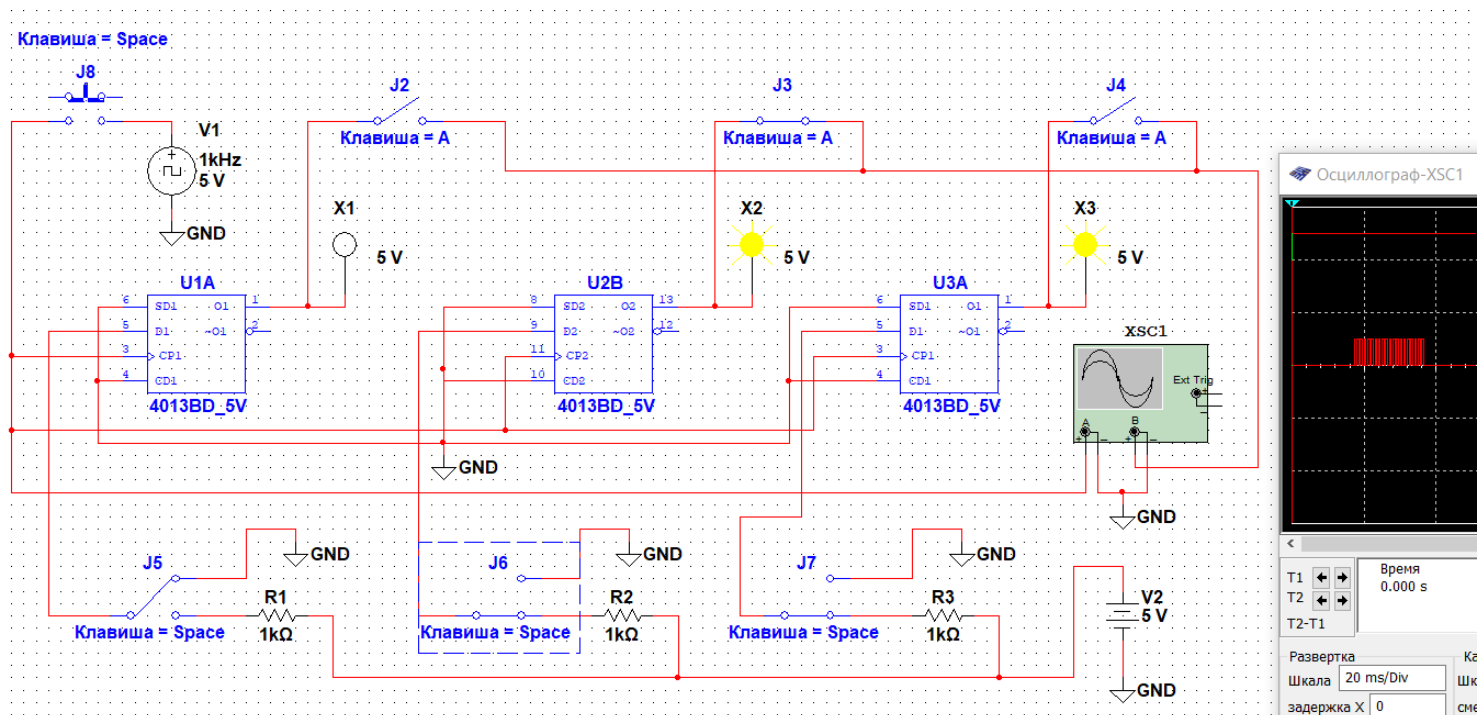 Клавиша = Space
J8
J2
J3
J4
Клавиша = A
Клавиша = A
Клавиша = A
V1
1kHz
5 V
GND
X1
5 V
X2
5 V
X3
5 V
Осциллограф-XSC1
U1A
6 SD1 O1 1
5 D1 ~O1 2
3 CP1
4 CD1
4013BD_5V
U2B
8 SD2 O2 13
9 D2 ~O2 12
11 CP2
10 CD2
4013BD_5V
U3A
6 SD1 O1 1
5 D1 ~O1 2
3 CP1
4 CD1
4013BD_5V
XSC1
Ext Trig
+
A
B
+ − + −
GND
GND
J5
GND
R1
1kΩ
Клавиша = Space
J6
GND
R2
1kΩ
Клавиша = Space
J7
GND
R3
1kΩ
Клавиша = Space
V2
5 V
GND
T1
T2
T2-T1
Время
0.000 s
Развертка
Шкала 20 ms/Div
задержка X 0